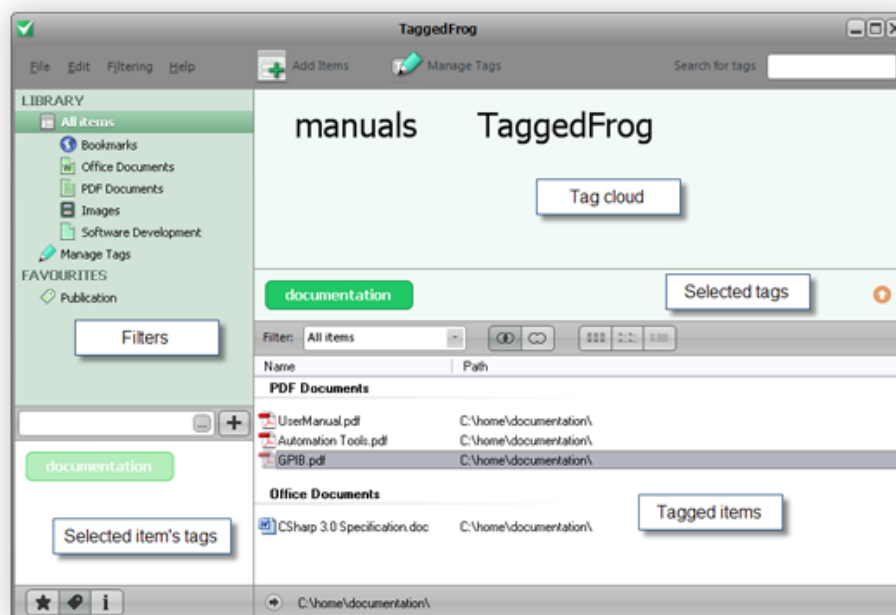 TaggedFrog
File Edit Filtering Help
Add Items
Manage Tags
Search for tags
LIBRARY
All items
Bookmarks
Office Documents
PDF Documents
Images
Software Development
Manage Tags
FAVOURITES
Publication
Filters
manuals TaggedFrog
Tag cloud
documentation
Selected tags
Filter: All items
Name Path
PDF Documents
UserManual.pdf C:\home\documentation\
Automation Tools.pdf C:\home\documentation\
GPIB.pdf C:\home\documentation\
Office Documents
CSharp 3.0 Specification.doc C:\home\documentation\
Tagged items
...
documentation
Selected item's tags
C:\home\documentation\